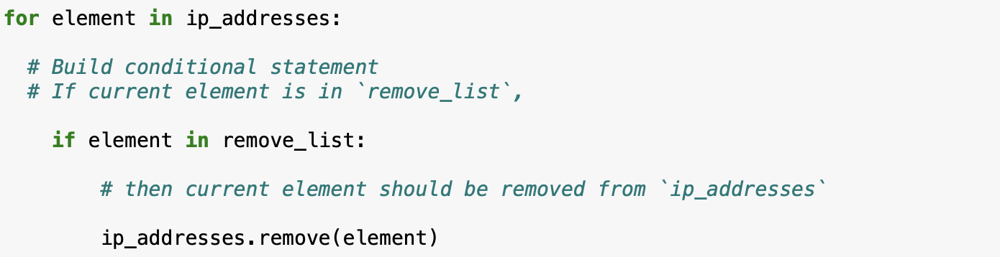 for element in ip_addresses:
# Build conditional statement
# If current element is in `remove_list`,
if element in remove_list:
# then current element should be removed from `ip_addresses`
ip_addresses.remove(element)